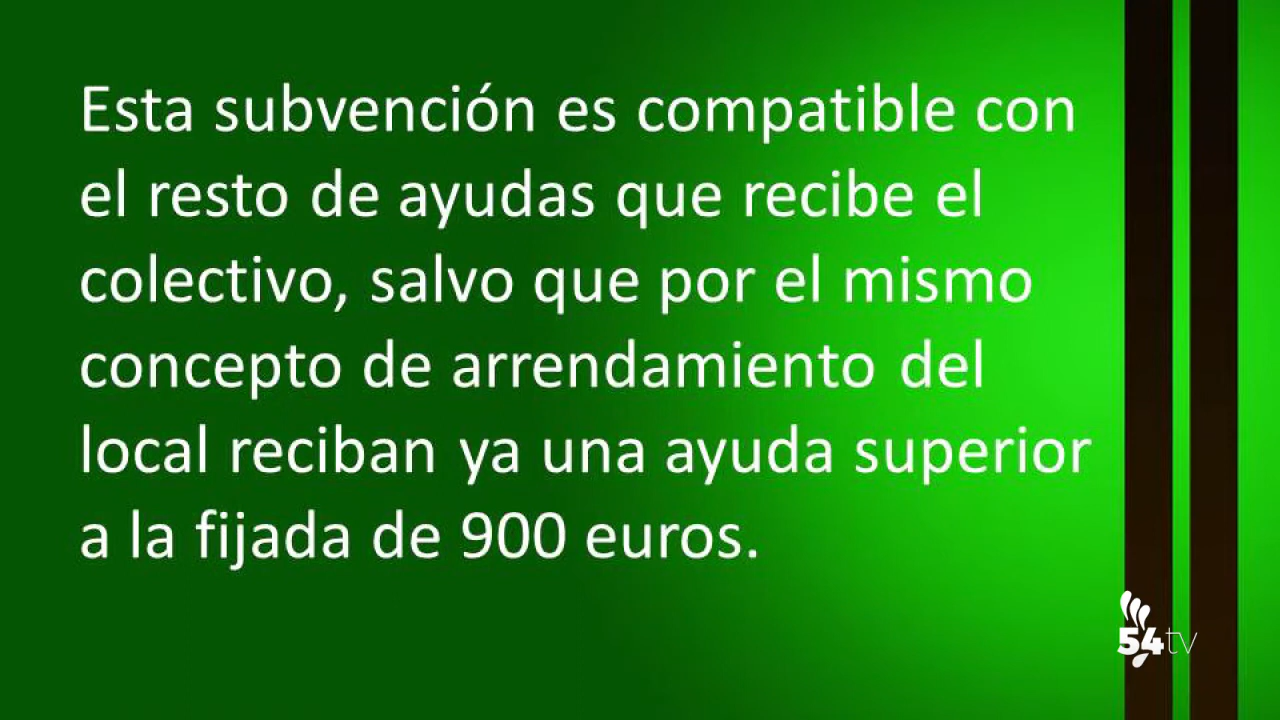 Esta subvención es compatible con
el resto de ayudas que recibe el
colectivo, salvo que por el mismo
concepto de arrendamiento del
local reciban ya una ayuda superior
a la fijada de 900 euros.
54tv